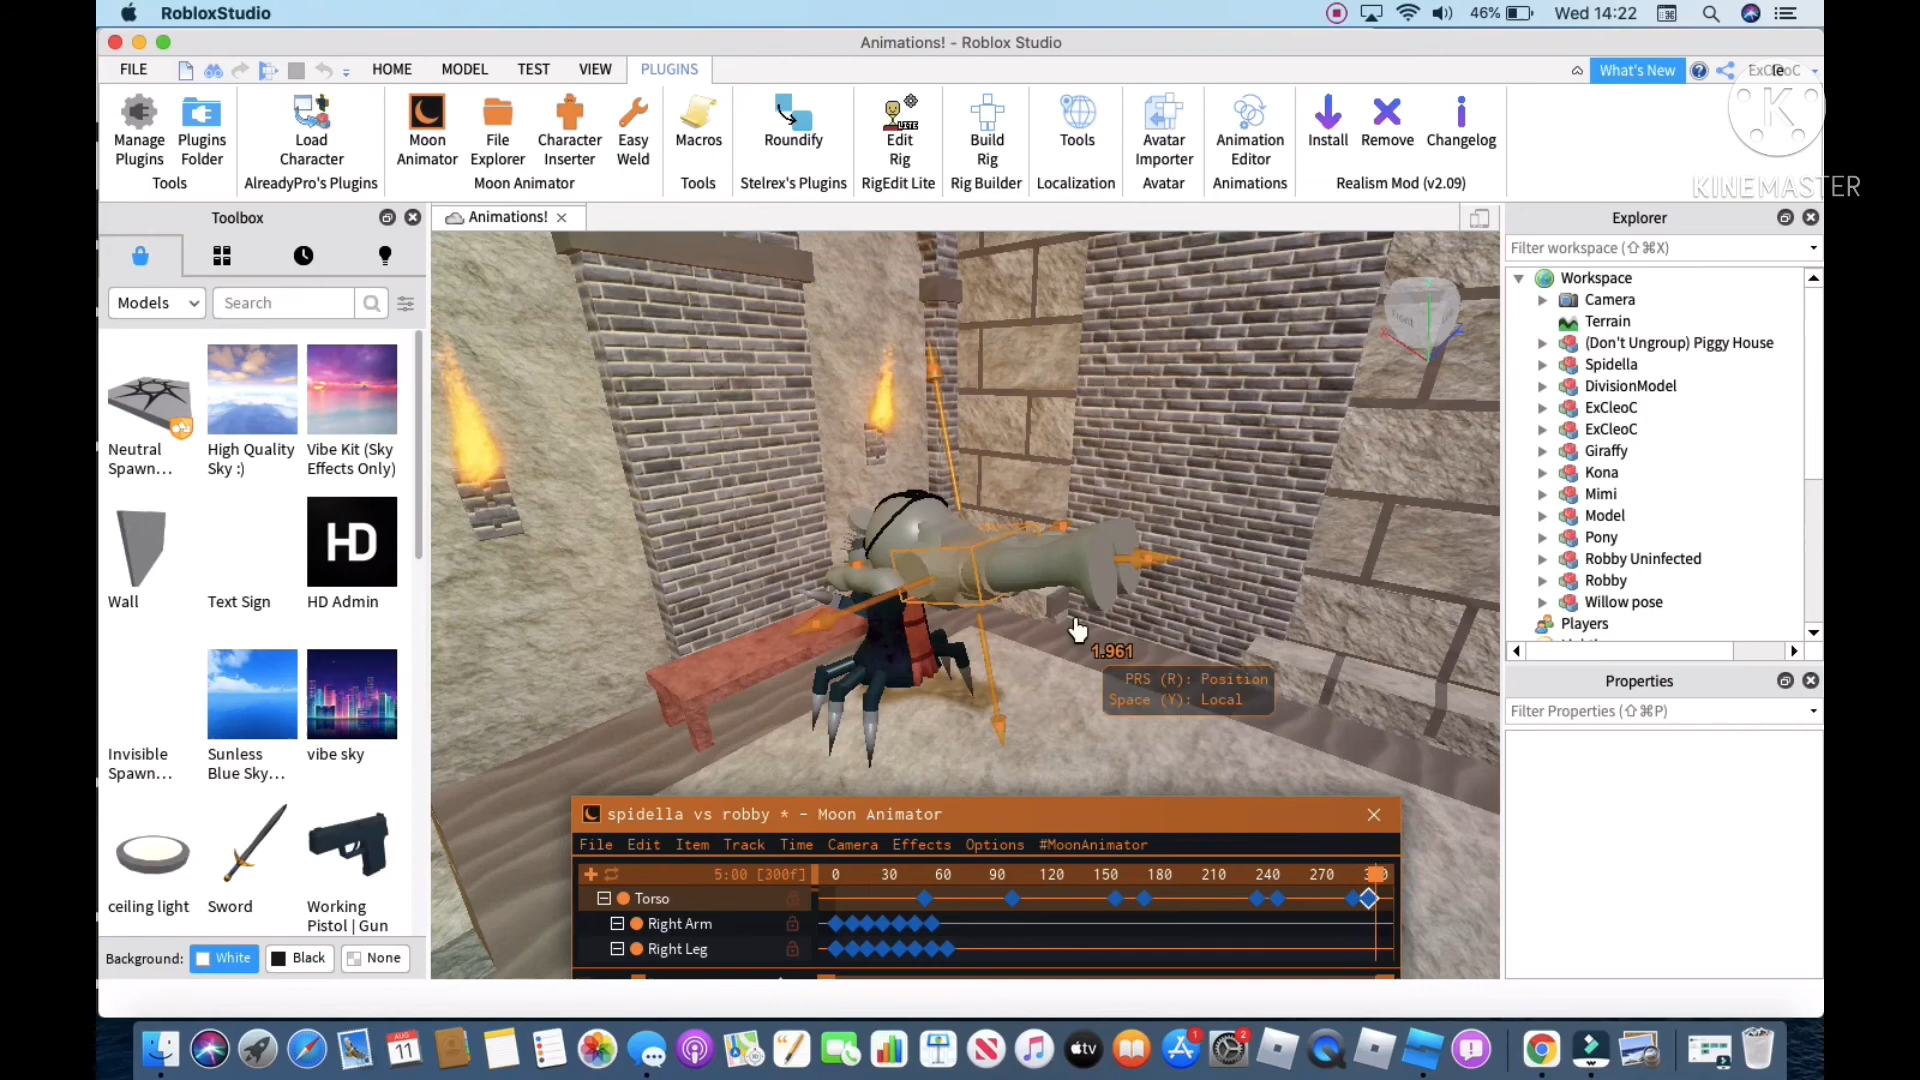 RobloxStudio
46%
Wed 14:22
Animations! - Roblox Studio
FILE
HOME
MODEL
TEST
VIEW
PLUGINS
What's New
ExCleoC
Manage Plugins
Plugins Folder
Load Character
Moon Animator
File Explorer
Character Inserter
Easy Weld
Macros
Roundify
Edit Rig
LITE
Build Rig
Tools
Avatar Importer
Animation Editor
Install
Remove
Changelog
Tools
AlreadyPro's Plugins
Moon Animator
Tools
Stelrex's Plugins
RigEdit Lite
Rig Builder
Localization
Avatar
Animations
Realism Mod (v2.09)
K
KINEMASTER
Toolbox
Models
Search
Neutral Spawn...
High Quality Sky :)
Vibe Kit (Sky Effects Only)
HD
Wall
Text Sign
HD Admin
Invisible Spawn...
Sunless Blue Sky...
vibe sky
ceiling light
Sword
Working Pistol | Gun
Background:
White
Black
None
Animations!
Front
1.961
PRS (R): Position
Space (Y): Local
spidella vs robby * - Moon Animator
File Edit Item Track Time Camera Effects Options #MoonAnimator
5:00 [300f]
0 30 60 90 120 150 180 210 240 270
Torso
Right Arm
Right Leg
Explorer
Filter workspace (⇧⌘X)
Workspace
Camera
Terrain
(Don't Ungroup) Piggy House
Spidella
DivisionModel
ExCleoC
ExCleoC
Giraffy
Kona
Mimi
Model
Pony
Robby Uninfected
Robby
Willow pose
Players
Properties
Filter Properties (⇧⌘P)
AUG
11
tv
1
2